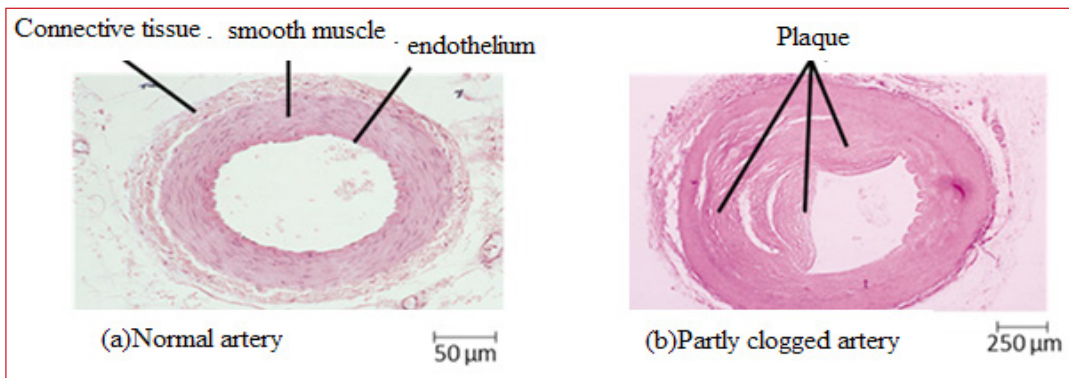 Connective tissue . smooth muscle . endothelium
Plaque
(a)Normal artery
50 μm
(b)Partly clogged artery
250 μm